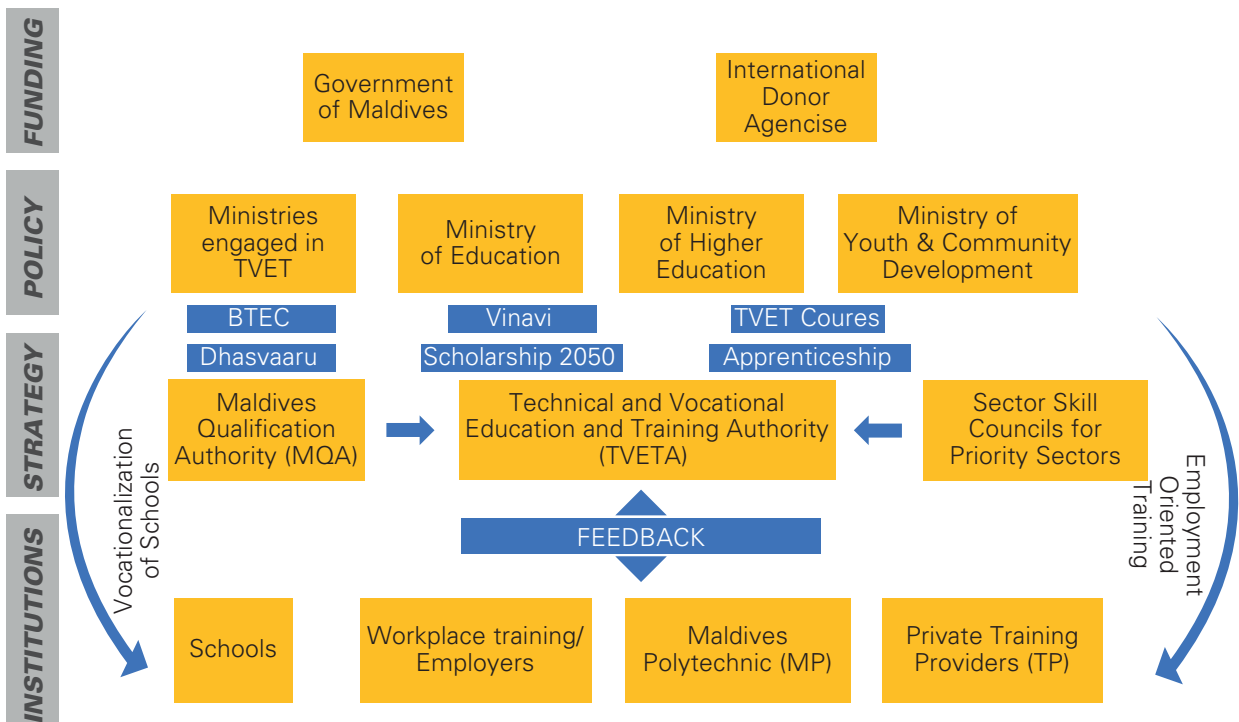 FUNDING
Government
of Maldives
International
Donor
Agencise
POLICY
Ministries
engaged in
TVET
Ministry
of Education
Ministry
of Higher
Education
Ministry of
Youth & Community
Development
BTEC
Vinavi
TVET Coures
Dhasvaaru
Scholarship 2050
Apprenticeship
STRATEGY
Maldives
Qualification
Authority (MQA)
Technical and Vocational
Education and Training Authority
(TVETA)
Sector Skill
Councils for
Priority Sectors
Vocationalization
of Schools
Employment
Oriented
Training
FEEDBACK
INSTITUTIONS
Schools
Workplace training/
Employers
Maldives
Polytechnic (MP)
Private Training
Providers (TP)